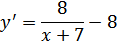 y′ = 8/(x + 7) − 8